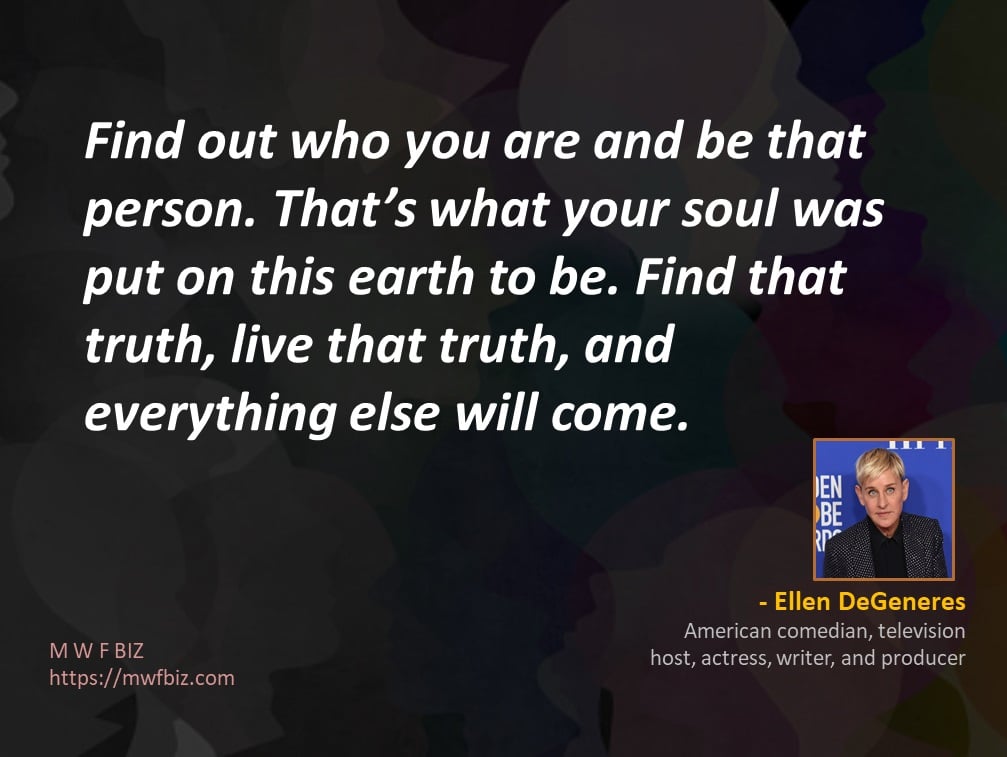 Find out who you are and be that
person. That’s what your soul was
put on this earth to be. Find that
truth, live that truth, and
everything else will come.
- Ellen DeGeneres
American comedian, television
host, actress, writer, and producer
M W F BIZ
https://mwfbiz.com